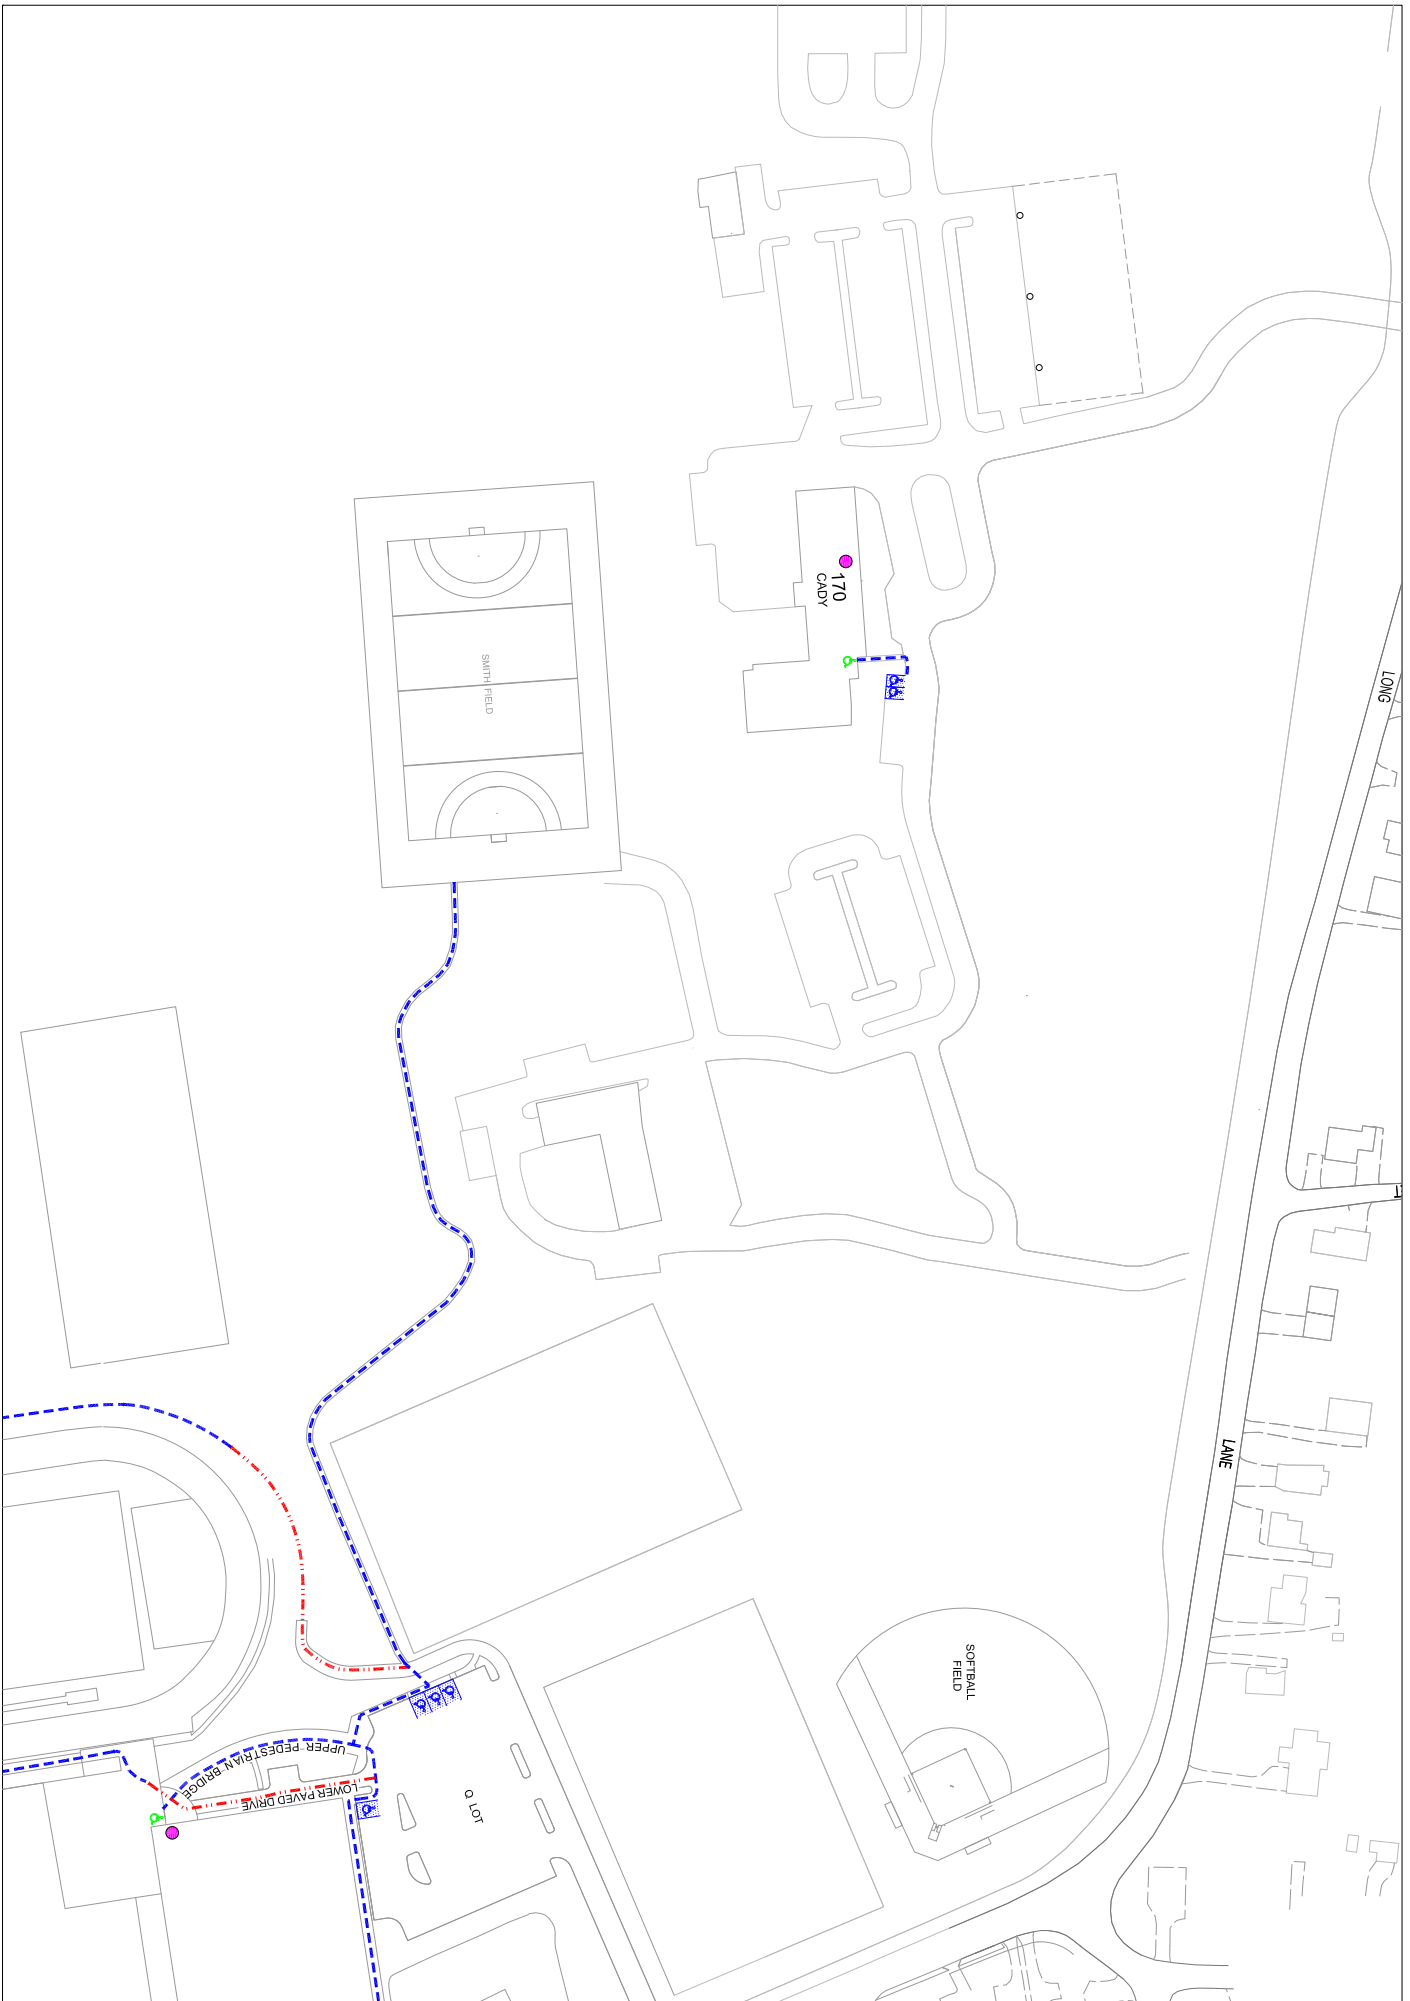 170
CADY
SMITH FIELD
LONG
LANE
SOFTBALL
FIELD
UPPER PEDESTRIAN BRIDGE
LOWER PAVED DRIVE
Q LOT